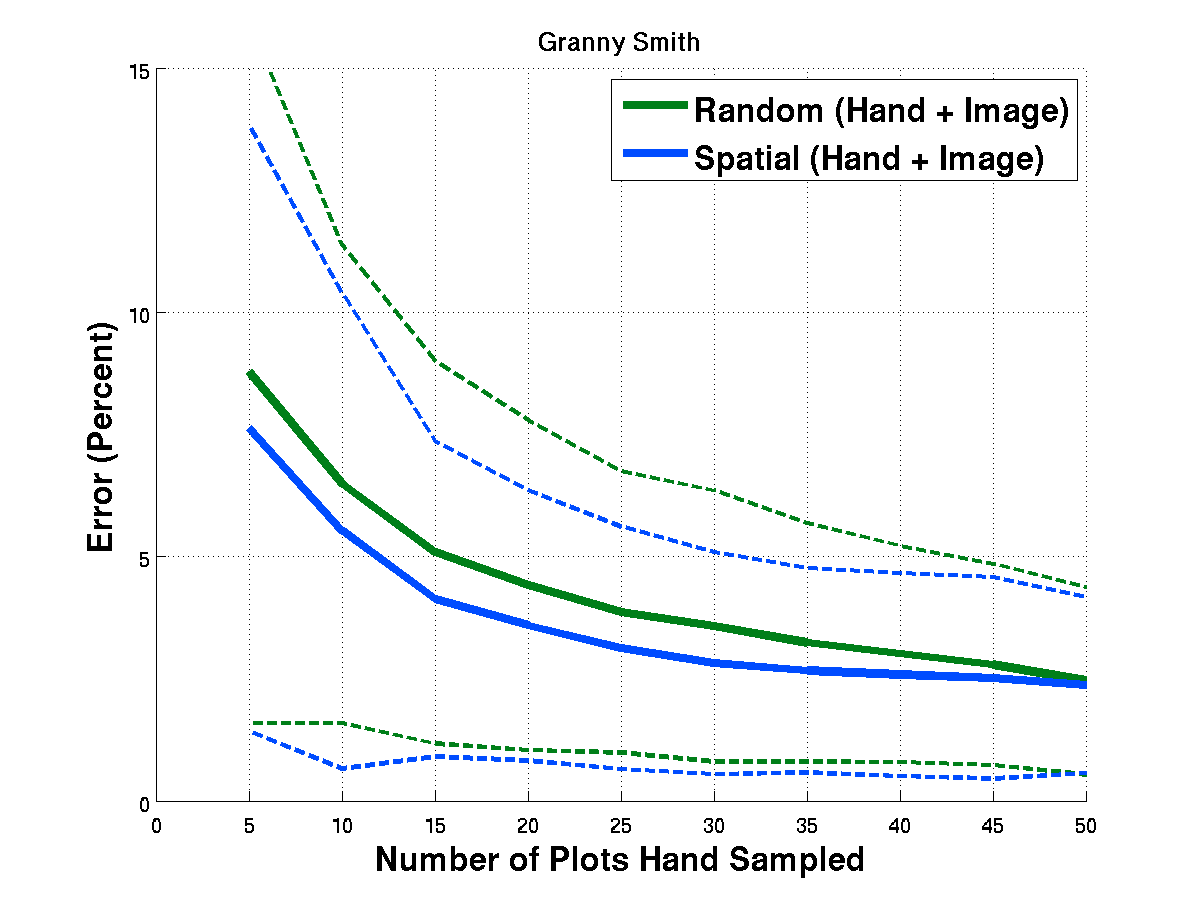 Granny Smith
15
10
5
0
Error (Percent)
Random (Hand + Image)
Spatial (Hand + Image)
0 5 10 15 20 25 30 35 40 45 50
Number of Plots Hand Sampled